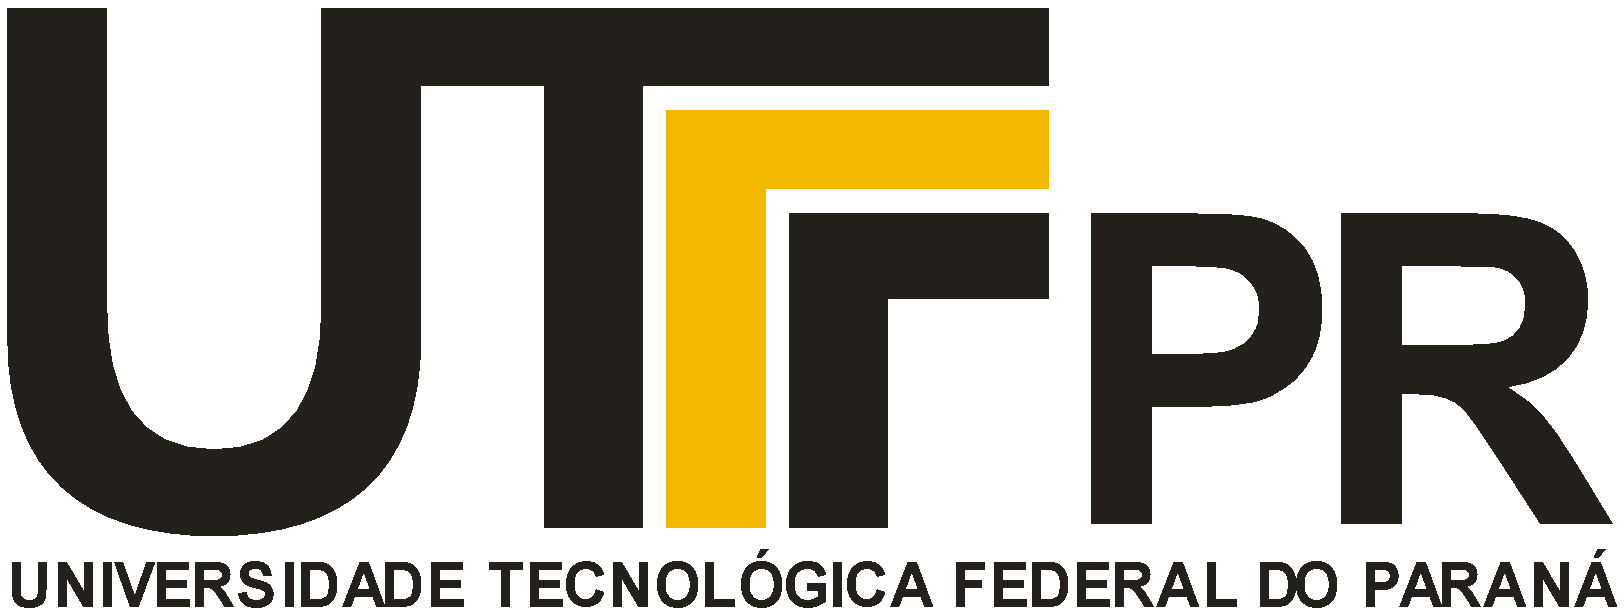 UTFPR
UNIVERSIDADE TECNOLÓGICA FEDERAL DO PARANÁ